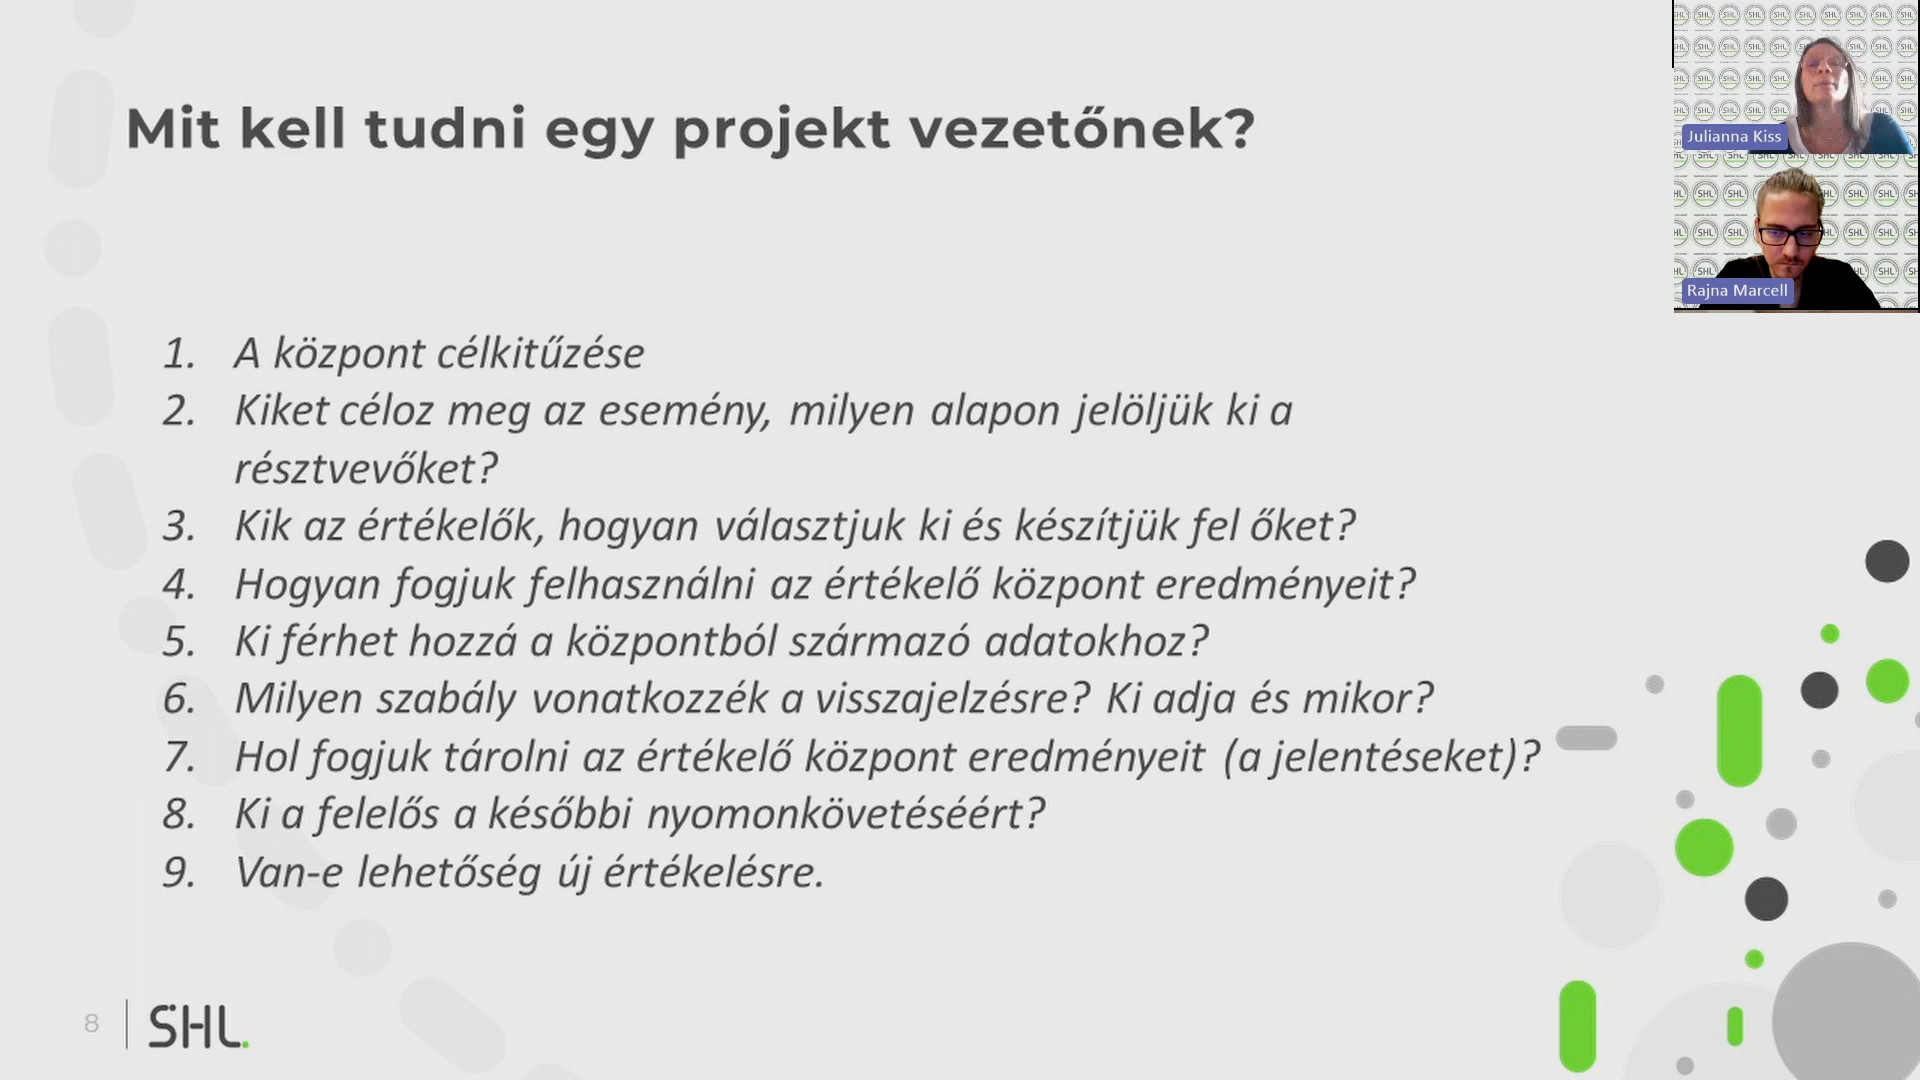 Mit kell tudni egy projekt vezetőnek?
1. A központ célkitűzése
2. Kiket céloz meg az esemény, milyen alapon jelöljük ki a
résztvevőket?
3. Kik az értékelők, hogyan választjuk ki és készítjük fel őket?
4. Hogyan fogjuk felhasználni az értékelő központ eredményeit?
5. Ki férhet hozzá a központból származó adatokhoz?
6. Milyen szabály vonatkozzék a visszajelzésre? Ki adja és mikor?
7. Hol fogjuk tárolni az értékelő központ eredményeit (a jelentéseket)?
8. Ki a felelős a későbbi nyomonkövetéséért?
9. Van-e lehetőség új értékelésre.
8
SHL.
Julianna Kiss
Rajna Marcell